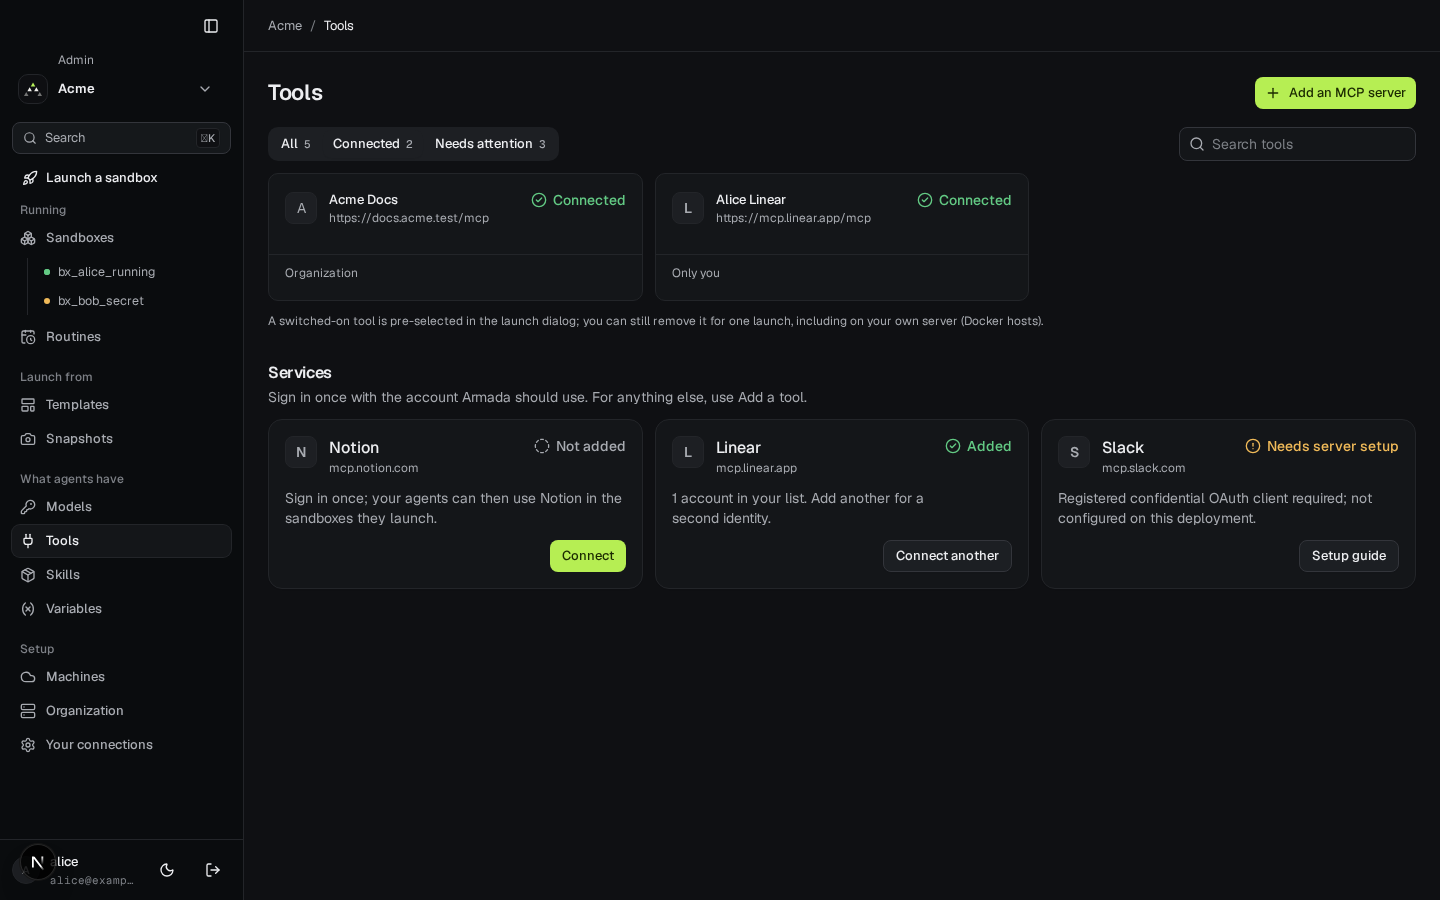 Admin
Acme
Search
K
Launch a sandbox
Running
Sandboxes
bx_alice_running
bx_bob_secret
Routines
Launch from
Templates
Snapshots
What agents have
Models
Tools
Skills
Variables
Setup
Machines
Organization
Your connections
N
alice
alice@examp…
Acme / Tools
Tools
Add an MCP server
All 5
Connected 2
Needs attention 3
Search tools
A
Acme Docs
https://docs.acme.test/mcp
Connected
Organization
L
Alice Linear
https://mcp.linear.app/mcp
Connected
Only you
A switched-on tool is pre-selected in the launch dialog; you can still remove it for one launch, including on your own server (Docker hosts).
Services
Sign in once with the account Armada should use. For anything else, use Add a tool.
N
Notion
mcp.notion.com
Not added
Sign in once; your agents can then use Notion in the
sandboxes they launch.
Connect
L
Linear
mcp.linear.app
Added
1 account in your list. Add another for a
second identity.
Connect another
S
Slack
mcp.slack.com
Needs server setup
Registered confidential OAuth client required; not
configured on this deployment.
Setup guide